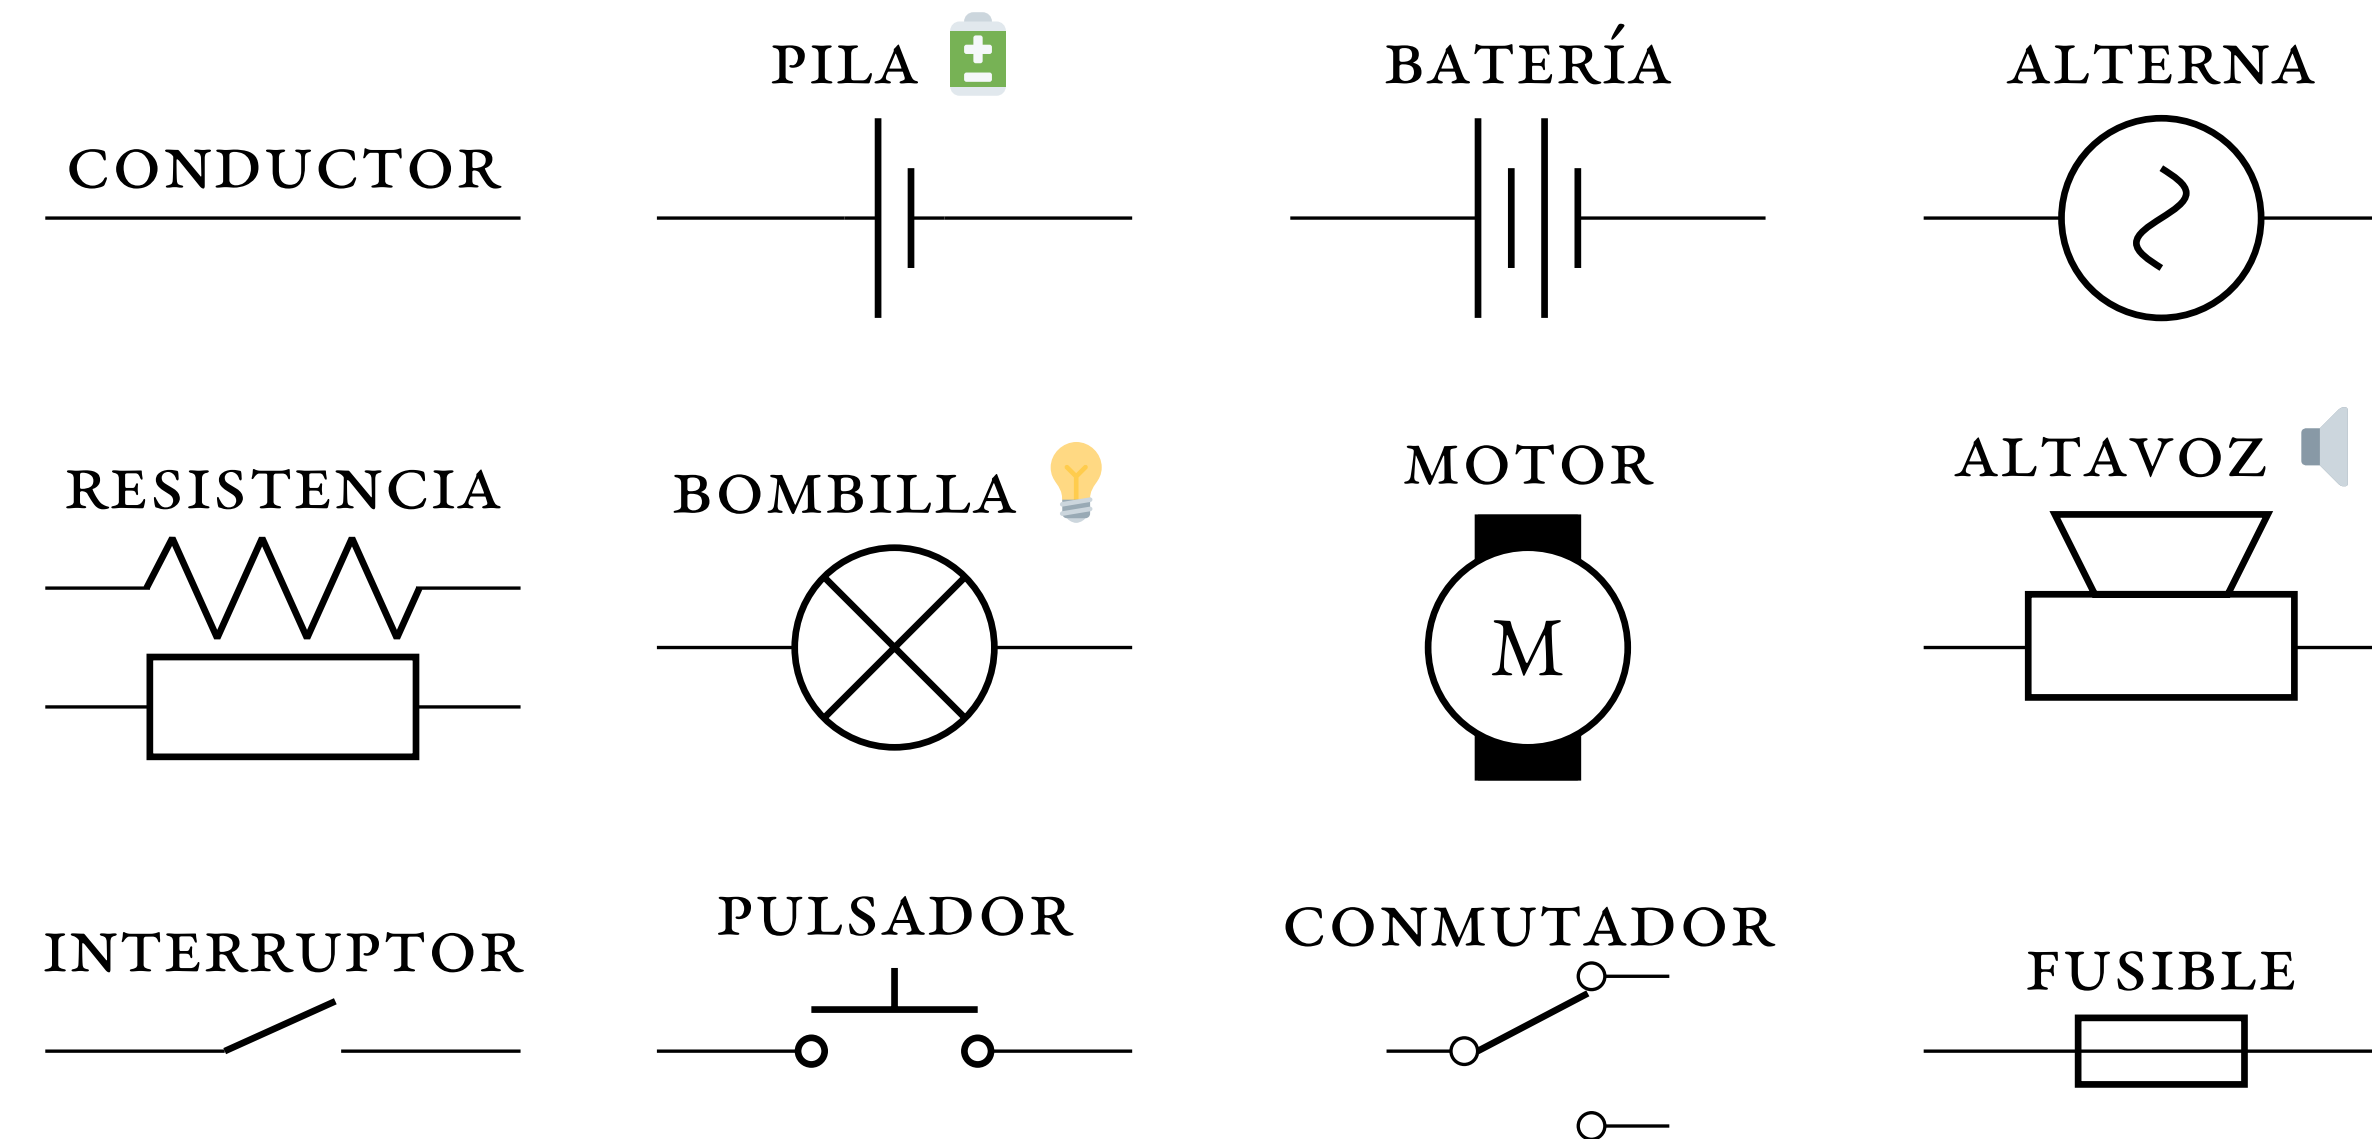 PILA
BATERÍA
ALTERNA
CONDUCTOR
RESISTENCIA
BOMBILLA
MOTOR
ALTAVOZ
M
INTERRUPTOR
PULSADOR
CONMUTADOR
FUSIBLE